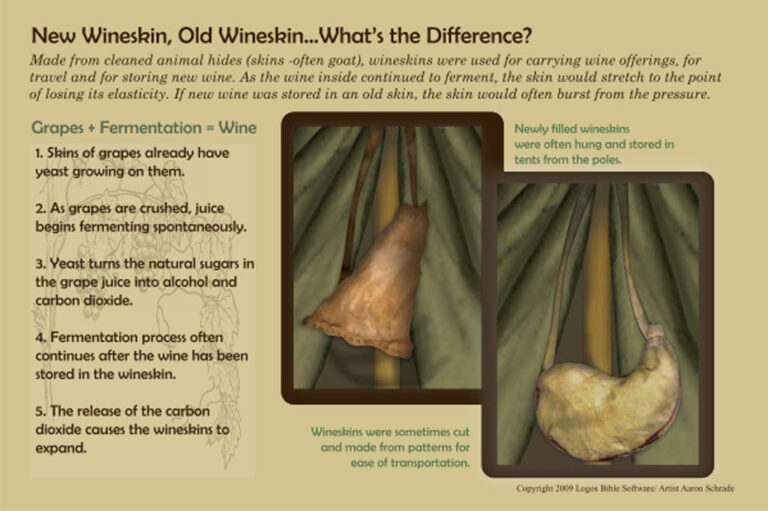 New Wineskin, Old Wineskin...What's the Difference?
Made from cleaned animal hides (skins -often goat), wineskins were used for carrying wine offerings, for
travel and for storing new wine. As the wine inside continued to ferment, the skin would stretch to the point
of losing its elasticity. If new wine was stored in an old skin, the skin would often burst from the pressure.
Grapes + Fermentation = Wine
1. Skins of grapes already have
yeast growing on them.
2. As grapes are crushed, juice
begins fermenting spontaneously.
3. Yeast turns the natural sugars in
the grape juice into alcohol and
carbon dioxide.
4. Fermentation process often
continues after the wine has been
stored in the wineskin.
5. The release of the carbon
dioxide causes the wineskins to
expand.
Newly filled wineskins
were often hung and stored in
tents from the poles.
Wineskins were sometimes cut
and made from patterns for
ease of transportation.
Copyright 2009 Logos Bible Software/ Artist Aaron Schrade